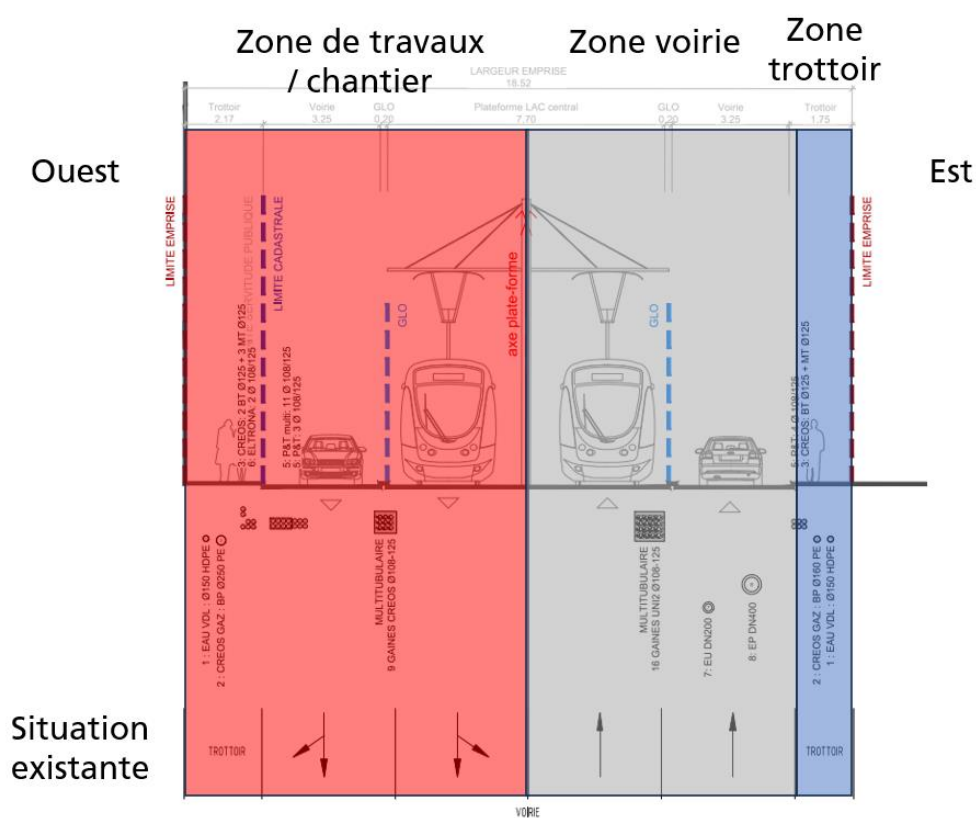 Zone de travaux
/ chantier
Zone voirie
Zone
trottoir
LARGEUR EMPRISE
18.52
Trottoir
2.17
Voirie
3.25
GLO
0.20
Plateforme LAC central
7.70
GLO
0.20
Voirie
3.25
Trottoir
1.75
Ouest
Est
LIMITE EMPRISE
SERVITUDE PUBLIQUE
LIMITE CADASTRALE
3: CREOS: 2 BT Ø125 + 3 MT Ø125
6: ELTRONA: 2 Ø 108/125
5: P&T multi: 11 Ø 108/125
5: P&T: 3 Ø 108/125
GLO
axe plate-forme
GLO
5: P&T: 4 Ø 108/125
3: CREOS: BT Ø125 + MT Ø125
LIMITE EMPRISE
1 : EAU VDL : Ø150 HDPE
2 : CREOS GAZ : BP Ø250 PE
MULTITUBULAIRE
9 GAINES CREOS Ø108-125
MULTITUBULAIRE
16 GAINES UNI2 Ø108-125
7: EU DN200
8: EP DN400
2 : CREOS GAZ : BP Ø160 PE
1 : EAU VDL : Ø150 HDPE
Situation
existante
TROTTOIR
TROTTOIR
VOIRIE